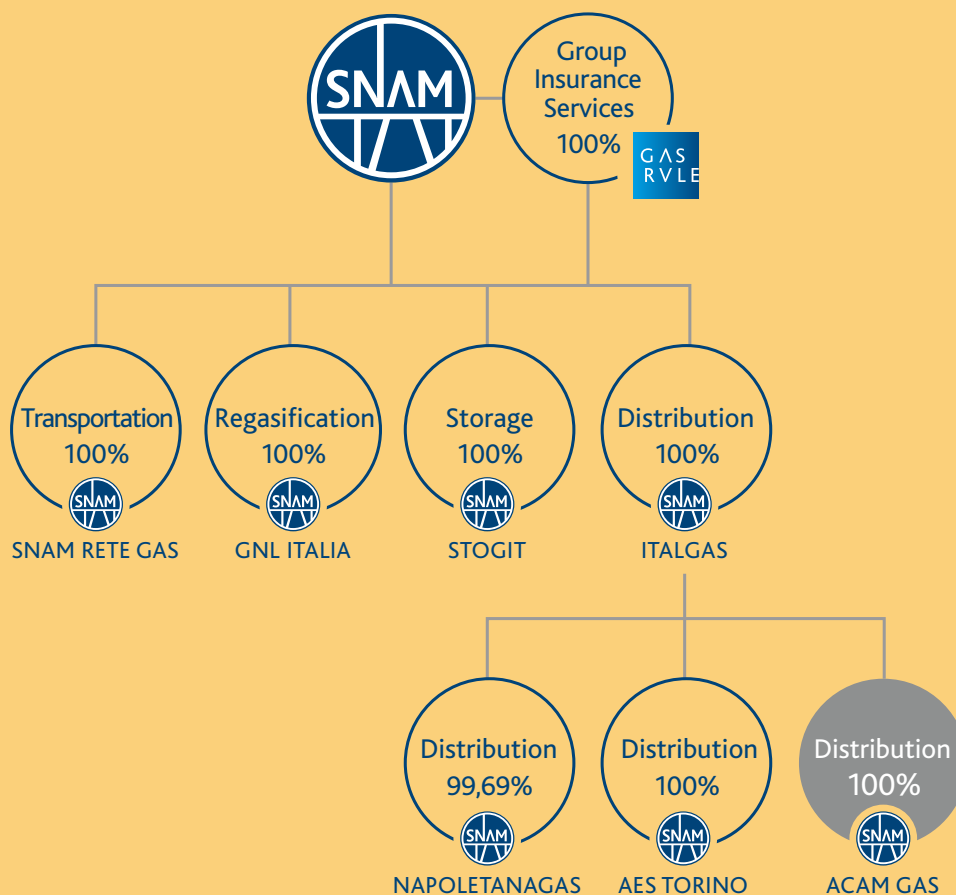 SNAM
Group
Insurance
Services
100%
GAS
RVLE
Transportation
100%
SNAM
SNAM RETE GAS
Regasification
100%
SNAM
GNL ITALIA
Storage
100%
SNAM
STOGIT
Distribution
100%
SNAM
ITALGAS
Distribution
99,69%
SNAM
NAPOLETANAGAS
Distribution
100%
SNAM
AES TORINO
Distribution
100%
SNAM
ACAM GAS